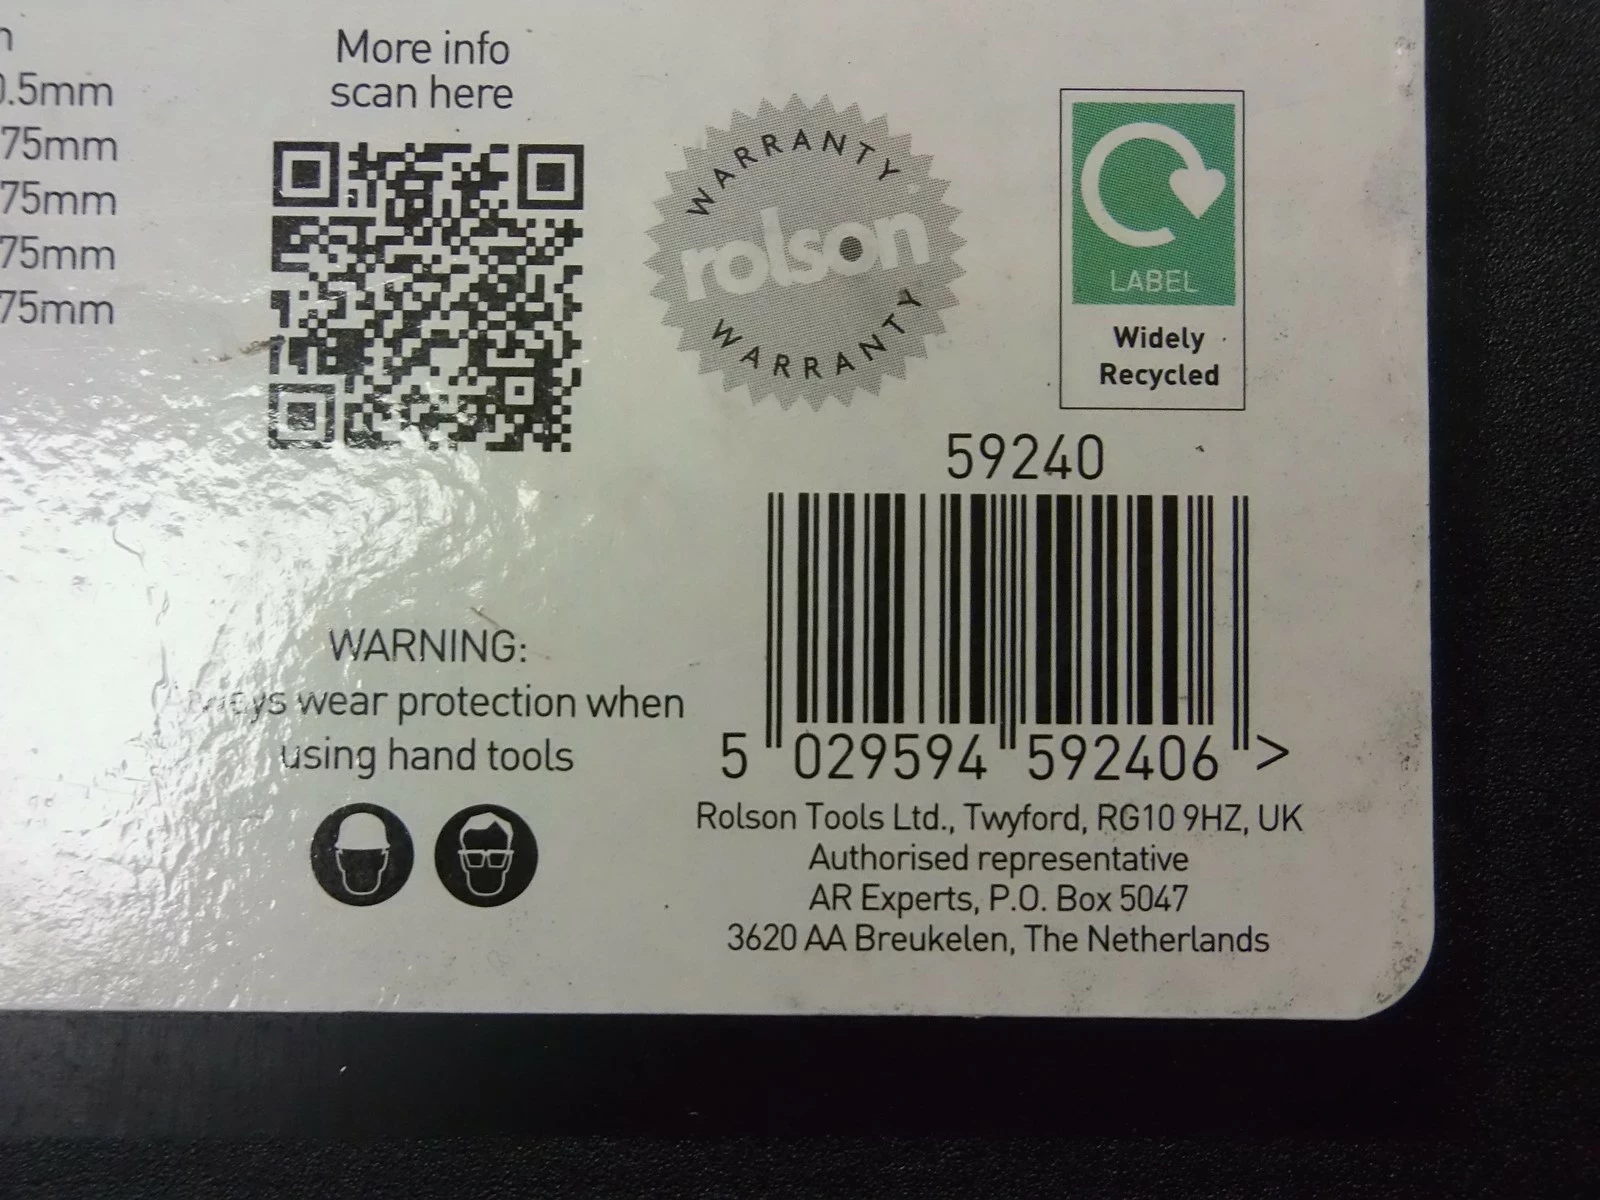 0.5mm
75mm
75mm
75mm
75mm
More info
scan here
WARRANTY
rolson
WARRANTY
LABEL
Widely
Recycled
59240
5 029594 592406 >
WARNING:
Always wear protection when
using hand tools
Rolson Tools Ltd., Twyford, RG10 9HZ, UK
Authorised representative
AR Experts, P.O. Box 5047
3620 AA Breukelen, The Netherlands